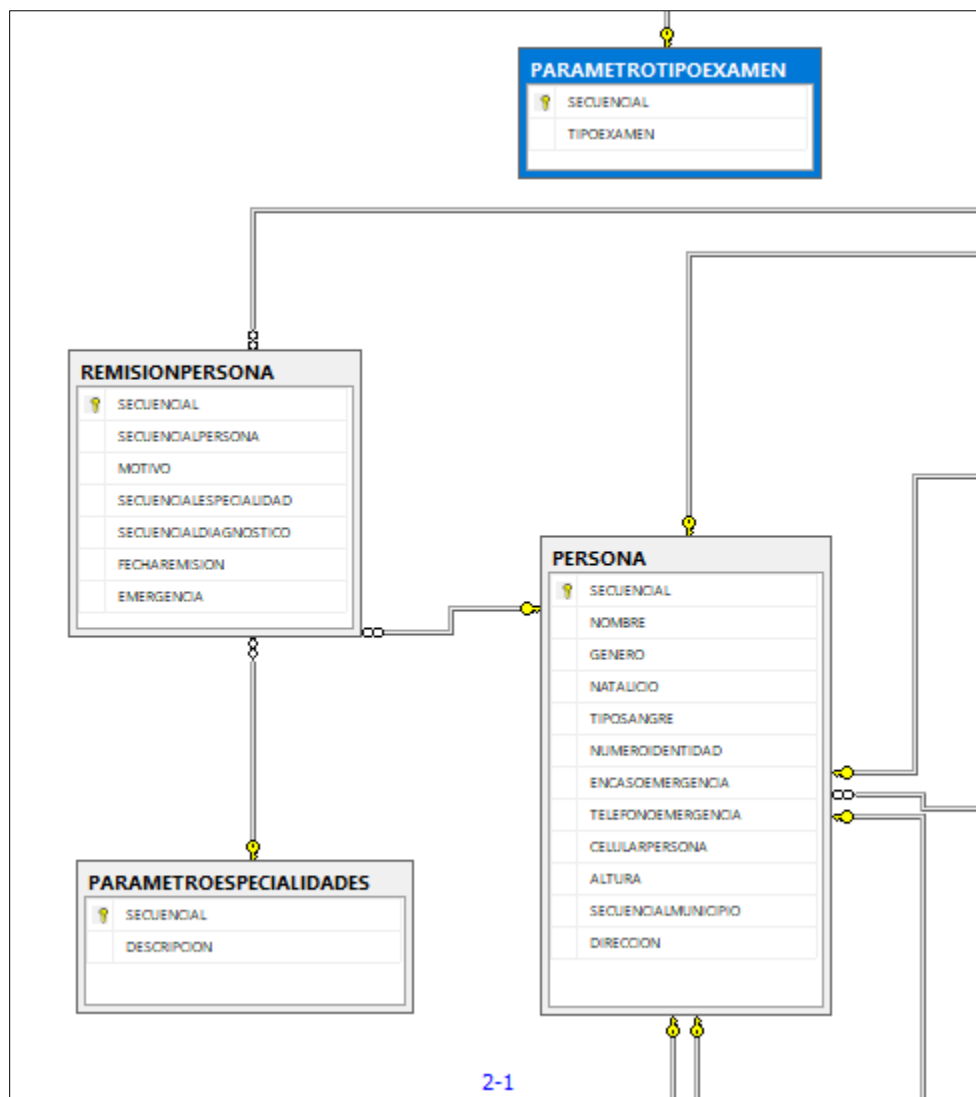 PARAMETROTIPOEXAMEN
SECUENCIAL
TIPOEXAMEN
REMISIONPERSONA
SECUENCIAL
SECUENCIALPERSONA
MOTIVO
SECUENCIALESPECIALIDAD
SECUENCIALDIAGNOSTICO
FECHAREMISION
EMERGENCIA
PERSONA
SECUENCIAL
NOMBRE
GENERO
NATALICIO
TIPOSANGRE
NUMEROIDENTIDAD
ENCASOEMERGENCIA
TELEFONOEMERGENCIA
CELULARPERSONA
ALTURA
SECUENCIALMUNICIPIO
DIRECCION
PARAMETROESPECIALIDADES
SECUENCIAL
DESCRIPCION
2-1